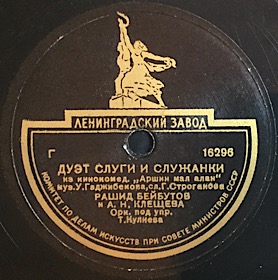 ЛЕНИНГРАДСКИЙ ЗАВОД
Г 16296
ДУЭТ СЛУГИ И СЛУЖАНКИ
из кинокомед. „Аршин мал алан"
муз. У. Гаджибекова, сл. Г. Строганова
РАШИД БЕЙБУТОВ
и А. Н. КЛЕЩЕВА
Орк. под упр.
Т. Кулиева
КОМИТЕТ ПО ДЕЛАМ ИСКУССТВ ПРИ СОВЕТЕ МИНИСТРОВ СССР